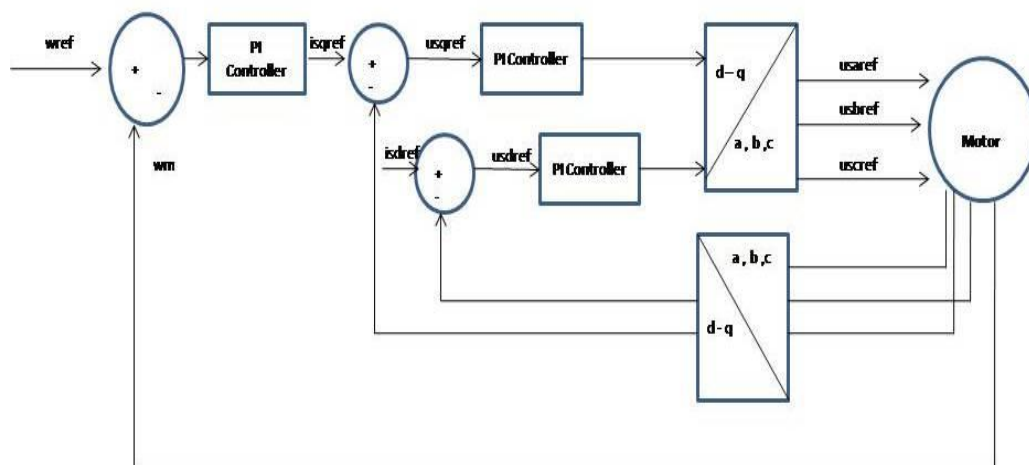 wref
+
-
PI
Controller
isqref
+
-
usqref
PI Controller
d-q
a, b,c
usaref
usbref
uscref
Motor
wm
isdref
+
-
usdref
PI Controller
a, b,c
d-q